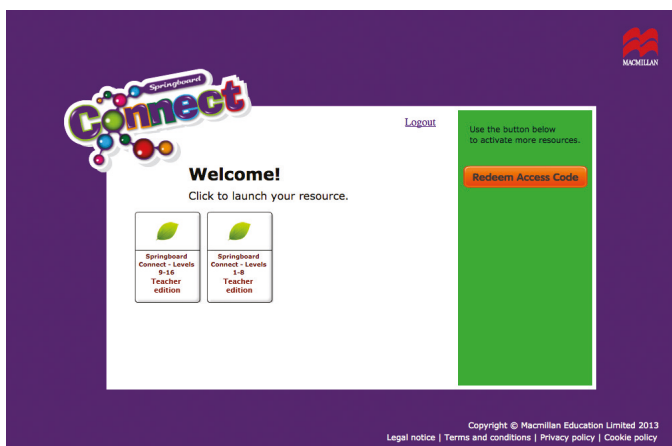 MACMILLAN
Springboard
Connect
Logout
Use the button below
to activate more resources.
Redeem Access Code
Welcome!
Click to launch your resource.
Springboard
Connect - Levels
9-16
Teacher
edition
Springboard
Connect - Levels
1-8
Teacher
edition
Copyright © Macmillan Education Limited 2013
Legal notice | Terms and conditions | Privacy policy | Cookie policy